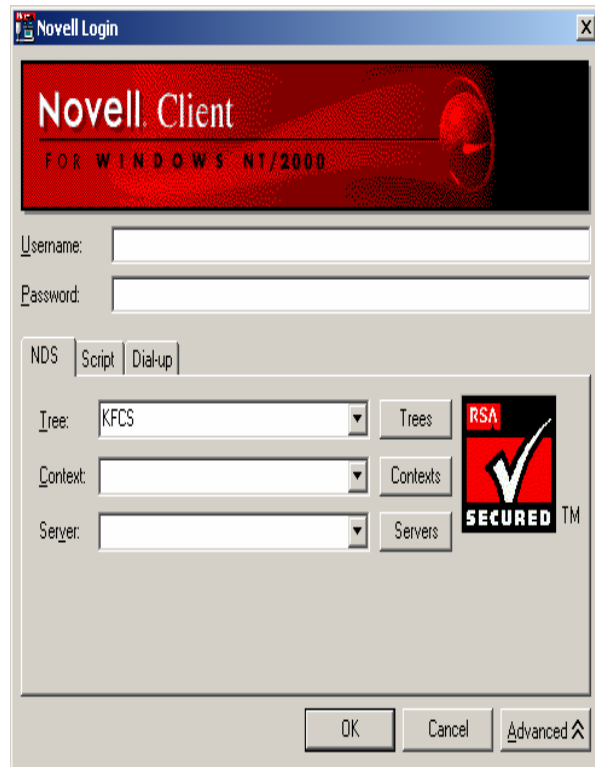 Novell Login
Novell. Client
FOR WINDOWS NT/2000
Username:
Password:
NDS Script Dial-up
Tree: KFCS Trees
Context: Contexts
Server: Servers
RSA
SECURED TM
OK Cancel Advanced